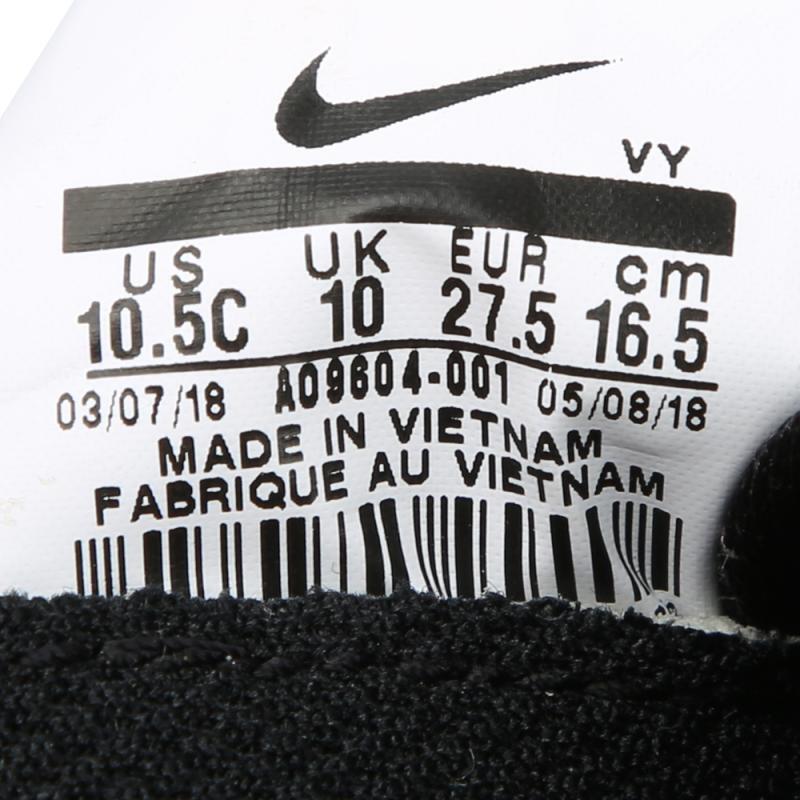 VY
US UK EUR cm
10.5C 10 27.5 16.5
03/07/18 AO9604-001 05/08/18
MADE IN VIETNAM
FABRIQUE AU VIETNAM